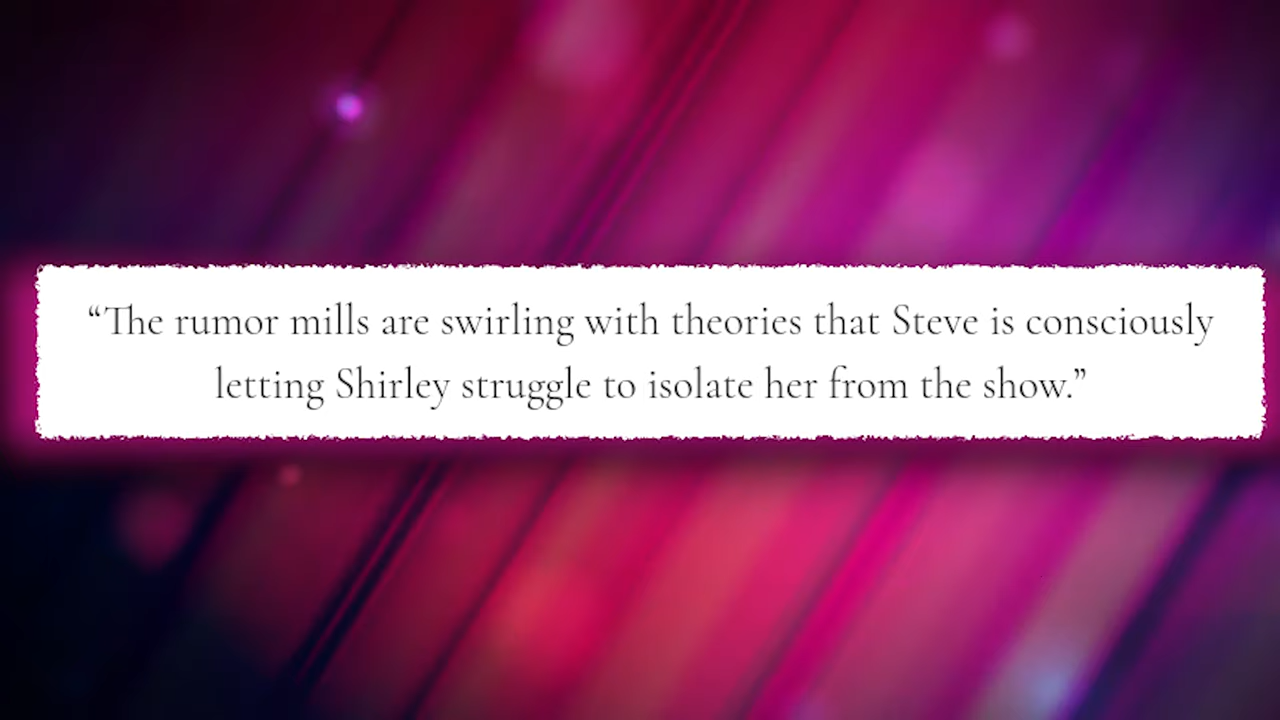 “The rumor mills are swirling with theories that Steve is consciously
letting Shirley struggle to isolate her from the show.”